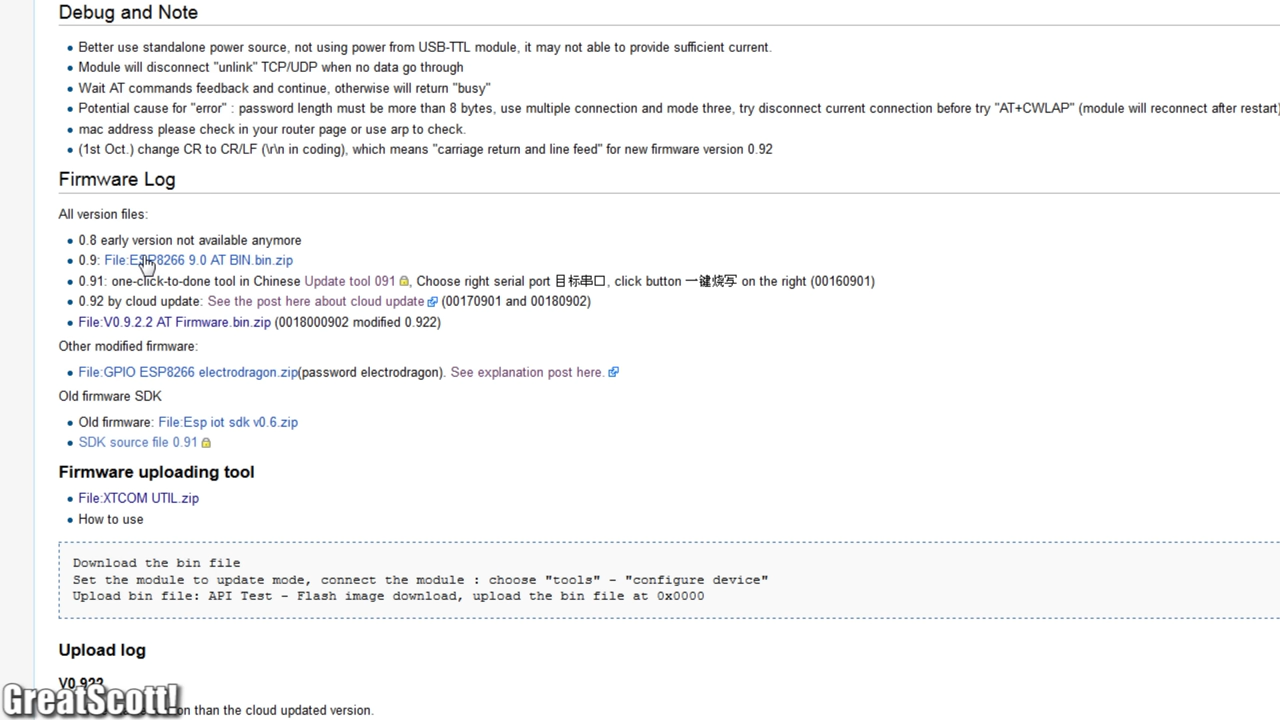 Debug and Note
Better use standalone power source, not using power from USB-TTL module, it may not able to provide sufficient current.
Module will disconnect "unlink" TCP/UDP when no data go through
Wait AT commands feedback and continue, otherwise will return "busy"
Potential cause for "error" : password length must be more than 8 bytes, use multiple connection and mode three, try disconnect current connection before try "AT+CWLAP" (module will reconnect after restart)
mac address please check in your router page or use arp to check.
(1st Oct.) change CR to CR/LF (\r\n in coding), which means "carriage return and line feed" for new firmware version 0.92
Firmware Log
All version files:
0.8 early version not available anymore
0.9: File:ESP8266 9.0 AT BIN.bin.zip
0.91: one-click-to-done tool in Chinese Update tool 091, Choose right serial port 目标串口, click button 一键烧写 on the right (00160901)
0.92 by cloud update: See the post here about cloud update (00170901 and 00180902)
File:V0.9.2.2 AT Firmware.bin.zip (0018000902 modified 0.922)
Other modified firmware:
File:GPIO ESP8266 electrodragon.zip(password electrodragon). See explanation post here.
Old firmware SDK
Old firmware: File:Esp iot sdk v0.6.zip
SDK source file 0.91
Firmware uploading tool
File:XTCOM UTIL.zip
How to use
Download the bin file
Set the module to update mode, connect the module : choose "tools" - "configure device"
Upload bin file: API Test - Flash image download, upload the bin file at 0x0000
Upload log
V0.922
GreatScott!
than the cloud updated version.